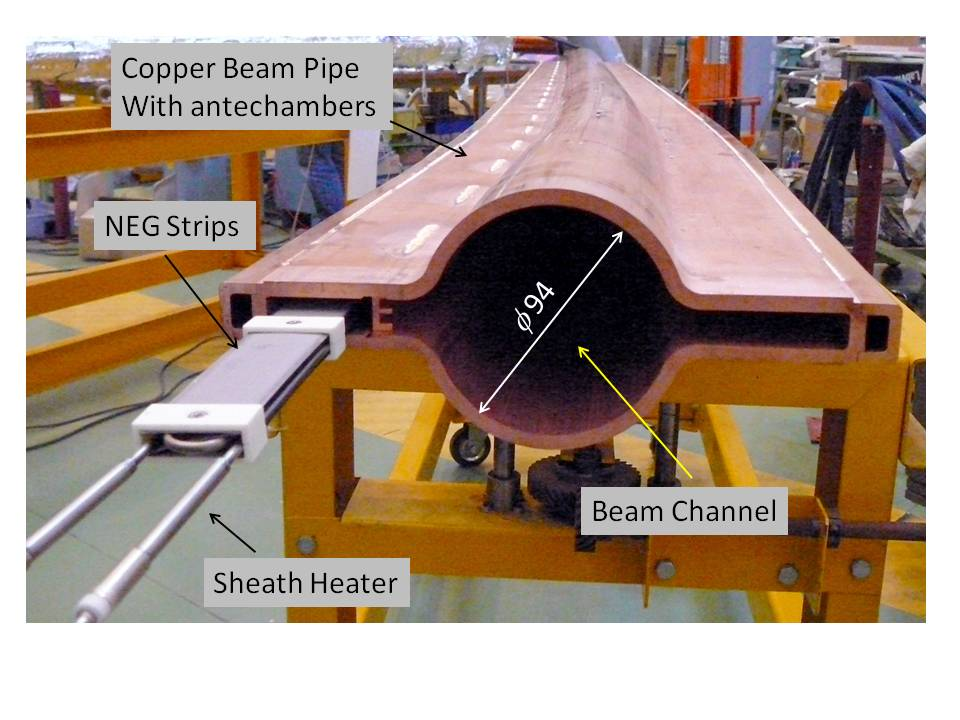 Copper Beam Pipe
With antechambers
NEG Strips
ϕ94
Beam Channel
Sheath Heater